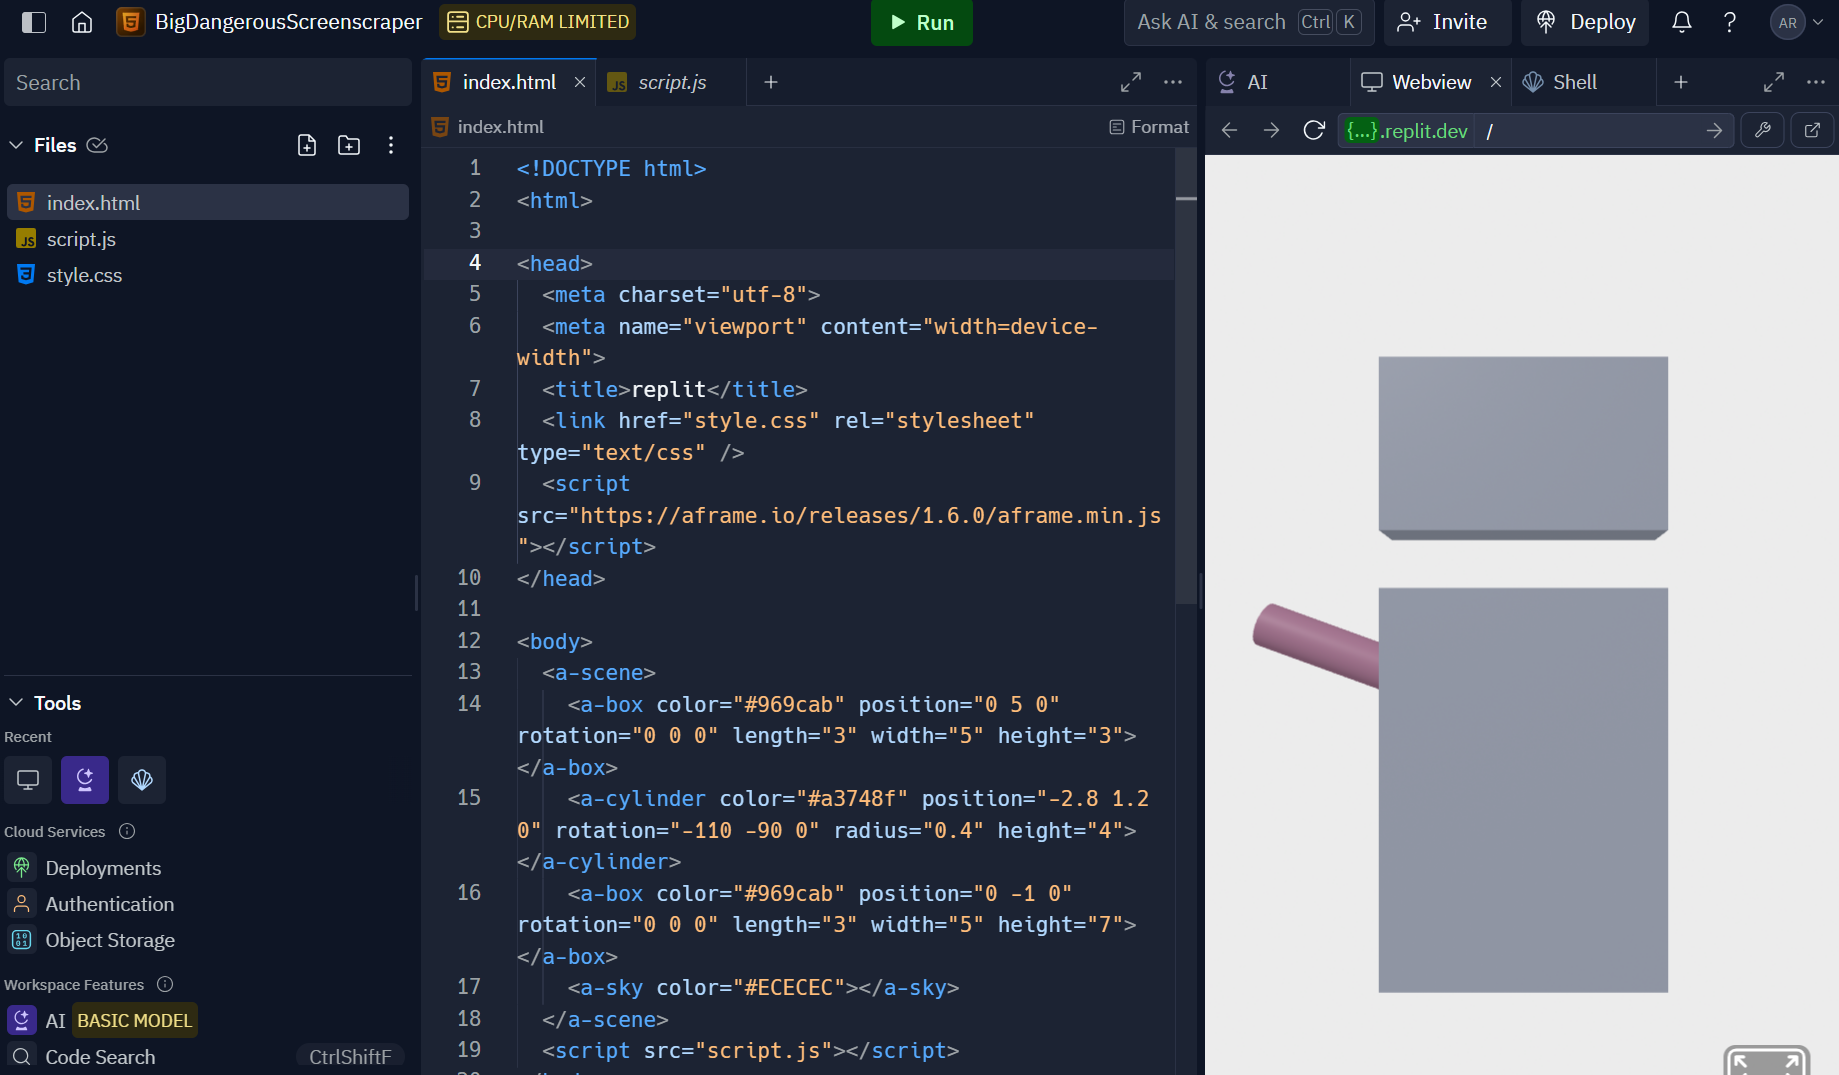 BigDangerousScreenscraper
CPU/RAM LIMITED
Run
Ask AI & search
Ctrl K
Invite
Deploy
?
AR
Search
Files
index.html
script.js
style.css
Tools
Recent
Cloud Services
Deployments
Authentication
Object Storage
Workspace Features
AI BASIC MODEL
Code Search CtrlShiftF
index.html
script.js
index.html
Format
1 <!DOCTYPE html>
2 <html>
3
4 <head>
5 <meta charset="utf-8">
6 <meta name="viewport" content="width=device-
width">
7 <title>replit</title>
8 <link href="style.css" rel="stylesheet"
type="text/css" />
9 <script
src="https://aframe.io/releases/1.6.0/aframe.min.js
"></script>
10 </head>
11
12 <body>
13 <a-scene>
14 <a-box color="#969cab" position="0 5 0"
rotation="0 0 0" length="3" width="5" height="3">
</a-box>
15 <a-cylinder color="#a3748f" position="-2.8 1.2
0" rotation="-110 -90 0" radius="0.4" height="4">
</a-cylinder>
16 <a-box color="#969cab" position="0 -1 0"
rotation="0 0 0" length="3" width="5" height="7">
</a-box>
17 <a-sky color="#ECECEC"></a-sky>
18 </a-scene>
19 <script src="script.js"></script>
AI
Webview
Shell
{...}.replit.dev /